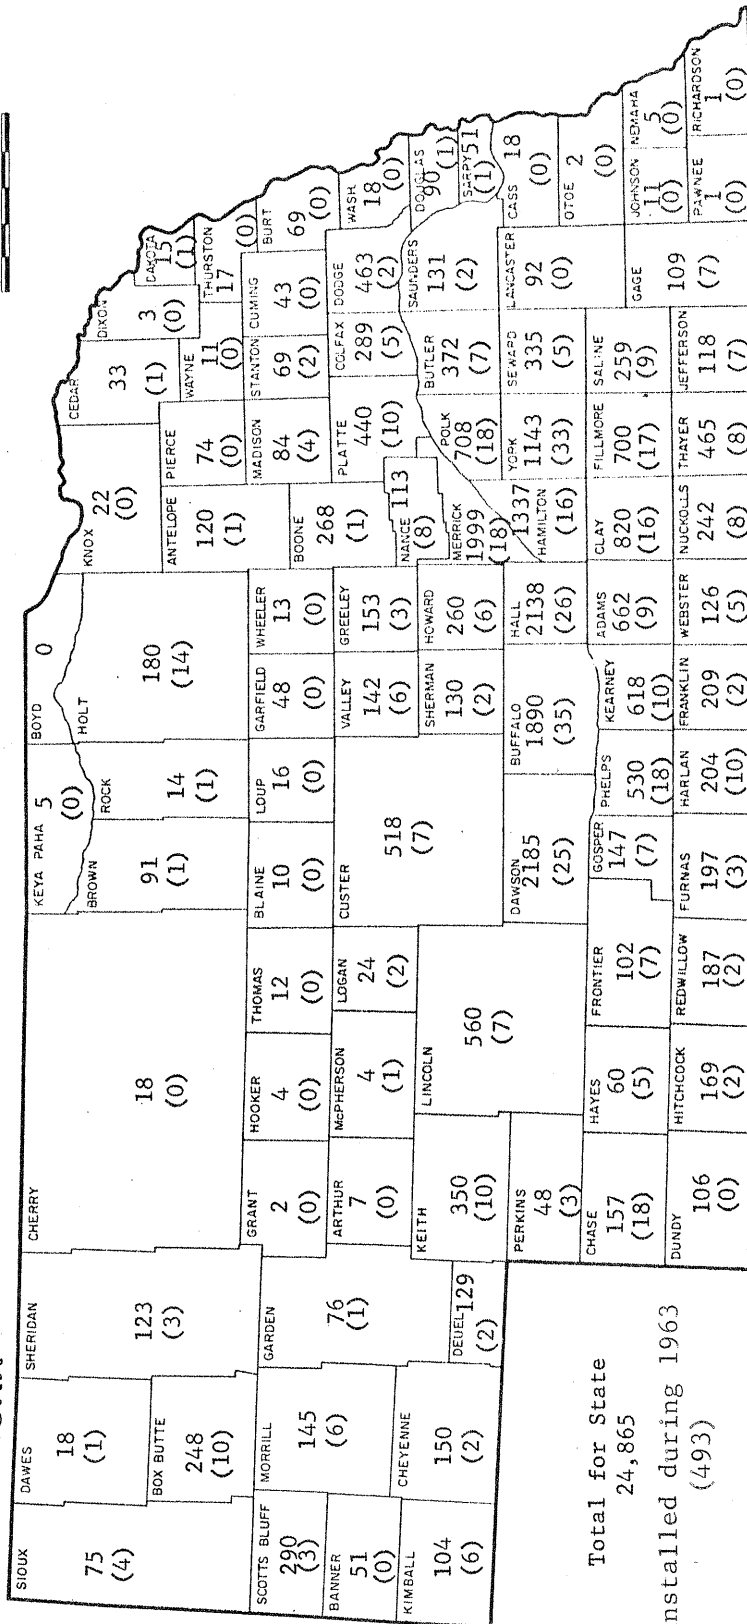 SIOUX
75
(4)
DAWES
18
(1)
BOX BUTTE
248
(10)
SHERIDAN
123
(3)
CHERRY
18
(0)
KEYA PAHA 5
(0)
BROWN
91
(1)
ROCK
14
(1)
BOYD 0
HOLT
180
(14)
KNOX 22
(0)
ANTELOPE
120
(1)
PIERCE
74
(0)
CEDAR
33
(1)
DIXON
3
(0)
DAKOTA
15
(1)
WAYNE
11
(0)
THURSTON
17
(0)
SCOTTS BLUFF
290
(3)
BANNER
51
(0)
KIMBALL
104
(6)
MORRILL
145
(6)
CHEYENNE
150
(2)
GARDEN
76
(1)
DEUEL 129
(2)
GRANT
2
(0)
HOOKER
4
(0)
THOMAS
12
(0)
BLAINE
10
(0)
LOUP
16
(0)
GARFIELD
48
(0)
WHEELER
13
(0)
BOONE
268
(1)
MADISON
84
(4)
STANTON
69
(2)
CUMING
43
(0)
BURT
69
(0)
ARTHUR
7
(0)
McPHERSON
4
(1)
LOGAN
24
(2)
CUSTER
518
(7)
VALLEY
142
(6)
GREELEY
153
(3)
NANCE 113
(8)
PLATTE
440
(10)
COLFAX
289
(5)
DODGE
463
(2)
WASH.
18
(0)
KEITH
350
(10)
LINCOLN
560
(7)
SHERMAN
130
(2)
HOWARD
260
(6)
MERRICK
1999
(18)
POLK
708
(18)
BUTLER
372
(7)
SAUNDERS
131
(2)
DOUGLAS
90
(1)
SARPY 51
(1)
PERKINS
48
(3)
DAWSON
2185
(25)
BUFFALO
1890
(35)
HALL
2138
(26)
1337
HAMILTON
(16)
YORK
1143
(33)
SEWARD
335
(5)
LANCASTER
92
(0)
CASS 18
(0)
OTOE 2
(0)
CHASE
157
(18)
HAYES
60
(5)
FRONTIER
102
(7)
GOSPER
147
(7)
PHELPS
530
(18)
KEARNEY
618
(10)
ADAMS
662
(9)
CLAY
820
(16)
FILLMORE
700
(17)
SALINE
259
(9)
GAGE
109
(7)
JOHNSON
11
(0)
NEMAHA
5
(0)
DUNDY
106
(0)
HITCHCOCK
169
(2)
REDWILLOW
187
(2)
FURNAS
197
(3)
HARLAN
204
(10)
FRANKLIN
209
(2)
WEBSTER
126
(5)
NUCKOLLS
242
(8)
THAYER
465
(8)
JEFFERSON
118
(7)
PAWNEE
1
(0)
RICHARDSON
1
(0)
Total for State
24,865
nstalled during 1963
(493)